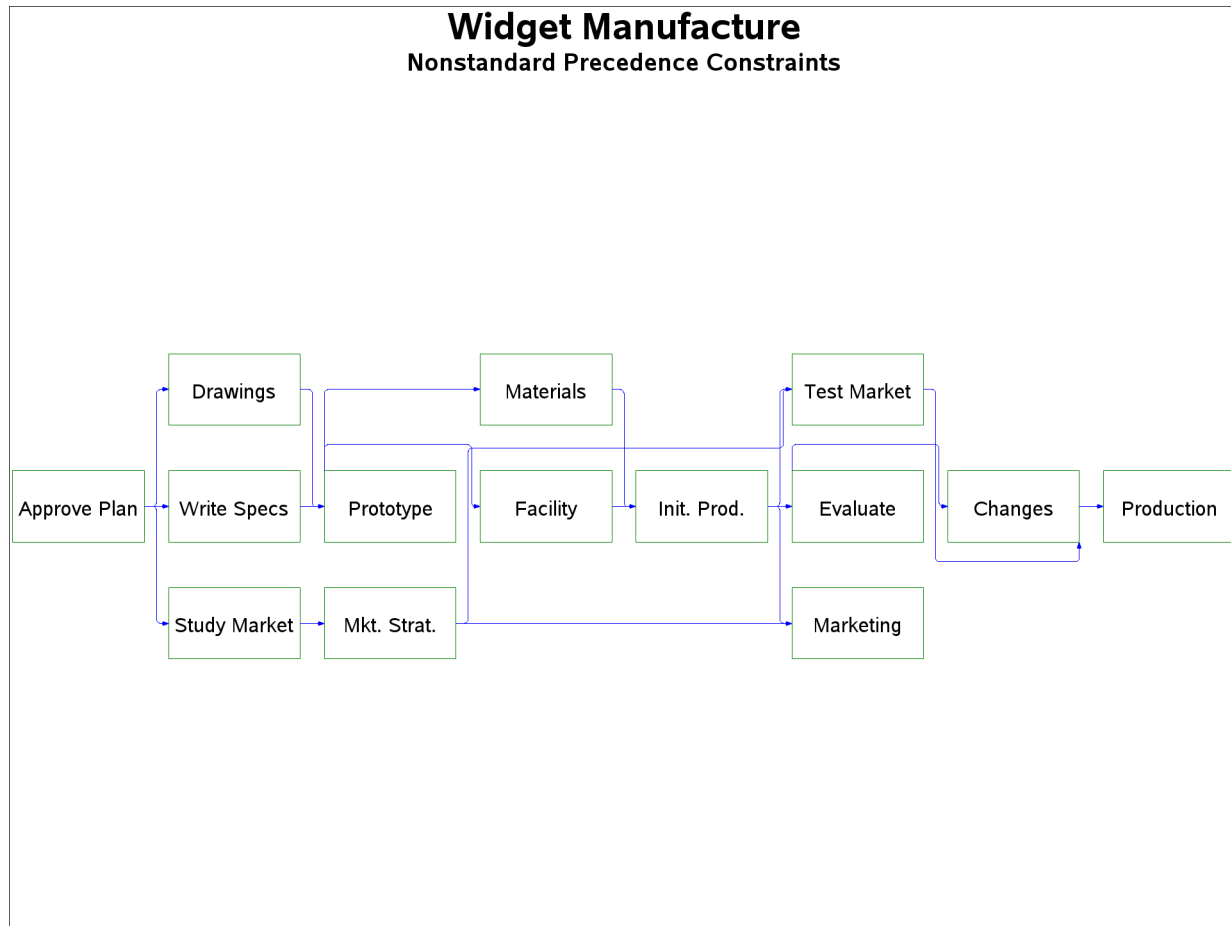 Widget Manufacture
Nonstandard Precedence Constraints
Drawings
Materials
Test Market
Approve Plan
Write Specs
Prototype
Facility
Init. Prod.
Evaluate
Changes
Production
Study Market
Mkt. Strat.
Marketing